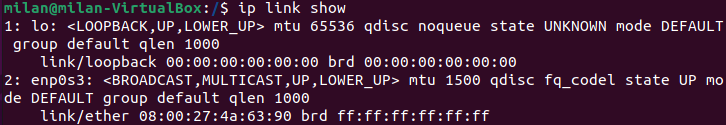 milan@milan-VirtualBox:/$ ip link show
1: lo: <LOOPBACK,UP,LOWER_UP> mtu 65536 qdisc noqueue state UNKNOWN mode DEFAULT
 group default qlen 1000
    link/loopback 00:00:00:00:00:00 brd 00:00:00:00:00:00
2: enp0s3: <BROADCAST,MULTICAST,UP,LOWER_UP> mtu 1500 qdisc fq_codel state UP mo
de DEFAULT group default qlen 1000
    link/ether 08:00:27:4a:63:90 brd ff:ff:ff:ff:ff:ff